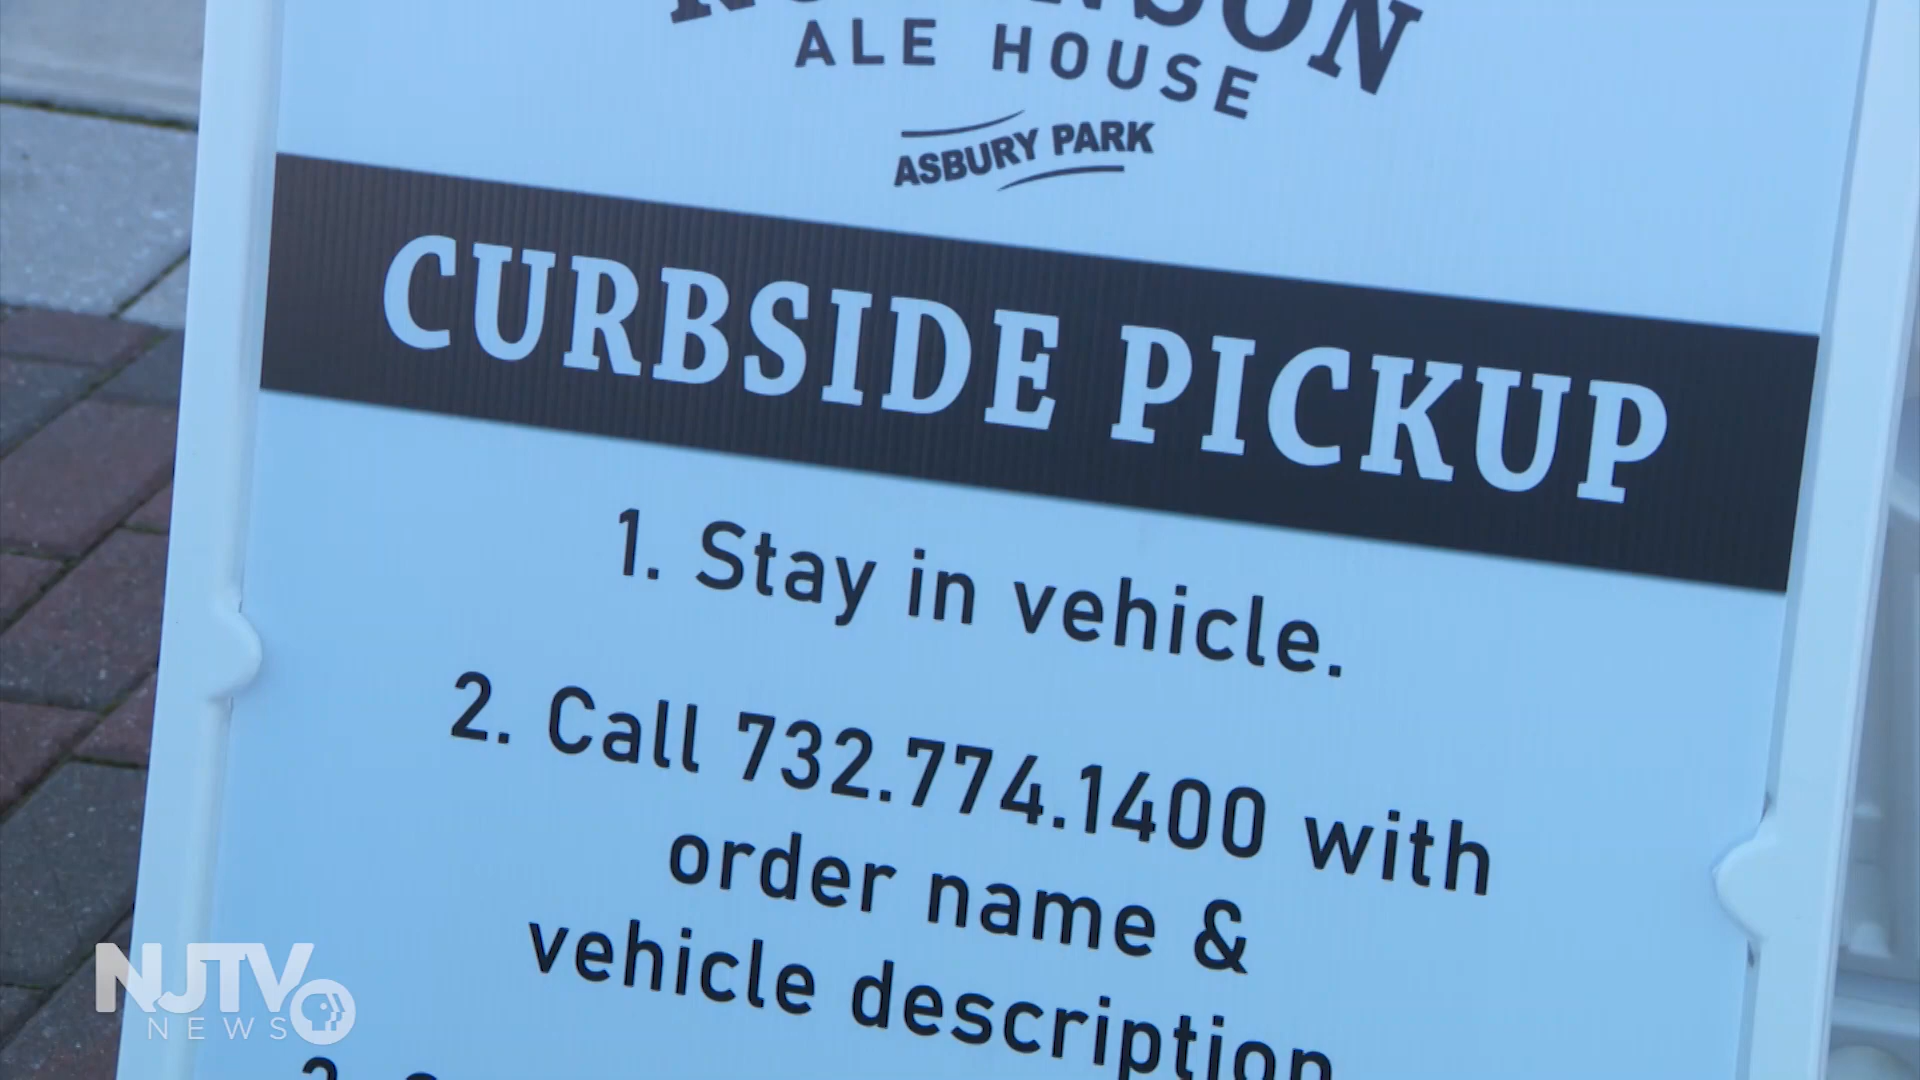 ALE HOUSE
ASBURY PARK
CURBSIDE PICKUP
1. Stay in vehicle.
2. Call 732.774.1400 with
order name &
vehicle description
NJTV
NEWS